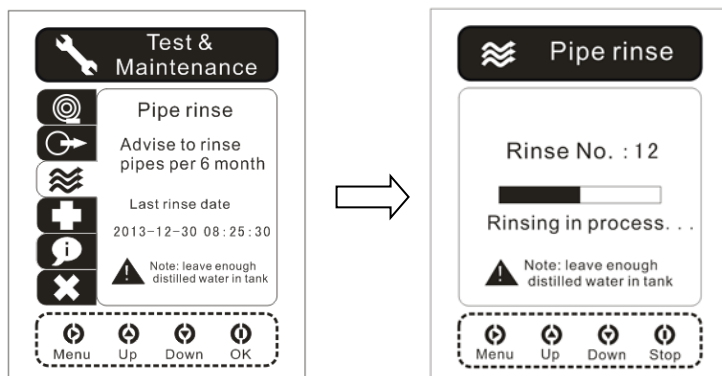 Test &
Maintenance
Pipe rinse
Advise to rinse
pipes per 6 month
Last rinse date
2013-12-30 08:25:30
Note: leave enough
distilled water in tank
Menu Up Down OK
Pipe rinse
Rinse No. : 12
Rinsing in process. . .
Note: leave enough
distilled water in tank
Menu Up Down Stop